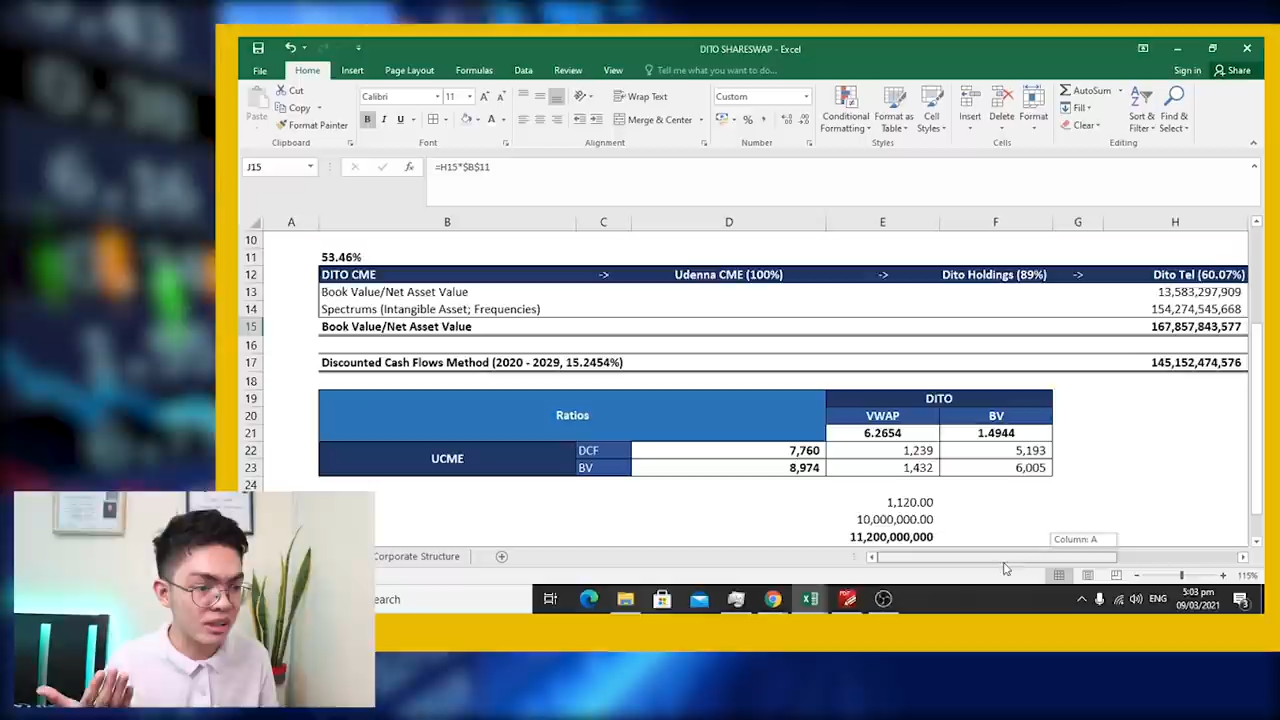 DITO SHARESWAP - Excel
File Home Insert Page Layout Formulas Data Review View Tell me what you want to do... Sign in Share
Paste Cut Copy Format Painter Clipboard
Calibri 11 B I U A Font
Wrap Text Merge & Center Alignment
Custom % Number
Conditional Formatting Format as Table Cell Styles Styles
Insert Delete Format Cells
AutoSum Fill Clear Sort & Filter Find & Select Editing
J15 fx =H15*$B$11
A B C D E F G H
10
11 53.46%
12 DITO CME -> Udenna CME (100%) -> Dito Holdings (89%) -> Dito Tel (60.07%)
13 Book Value/Net Asset Value 13,583,297,909
14 Spectrums (Intangible Asset; Frequencies) 154,274,545,668
15 Book Value/Net Asset Value 167,857,843,577
16
17 Discounted Cash Flows Method (2020 - 2029, 15.2454%) 145,152,474,576
18
19 Ratios DITO
20 VWAP BV
21 6.2654 1.4944
22 UCME DCF 7,760 1,239 5,193
23 BV 8,974 1,432 6,005
24
1,120.00
10,000,000.00
11,200,000,000
Column: A
Corporate Structure
115%
search
ENG 5:03 pm
09/03/2021
3